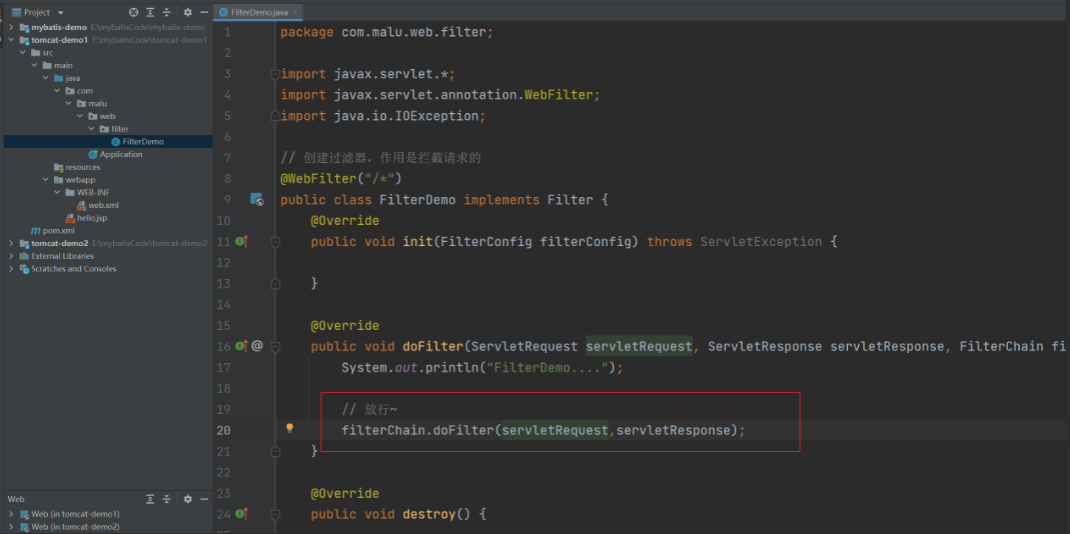 Project
mybatis-demo E:\mybatisCode\mybatis-demo
tomcat-demo1 E:\mybatisCode\tomcat-demo1
src
main
java
com
malu
web
filter
FilterDemo
Application
resources
webapp
WEB-INF
web.xml
hello.jsp
pom.xml
tomcat-demo2 E:\mybatisCode\tomcat-demo2
External Libraries
Scratches and Consoles
Web
Web (in tomcat-demo1)
Web (in tomcat-demo2)
FilterDemo.java
1 package com.malu.web.filter;
2
3 import javax.servlet.*;
4 import javax.servlet.annotation.WebFilter;
5 import java.io.IOException;
6
7 // 创建过滤器，作用是拦截请求的
8 @WebFilter("/*")
9 public class FilterDemo implements Filter {
10 @Override
11 public void init(FilterConfig filterConfig) throws ServletException {
12
13 }
14
15 @Override
16 public void doFilter(ServletRequest servletRequest, ServletResponse servletResponse, FilterChain fi
17 System.out.println("FilterDemo....");
18
19 // 放行~
20 filterChain.doFilter(servletRequest,servletResponse);
21 }
22
23 @Override
24 public void destroy() {